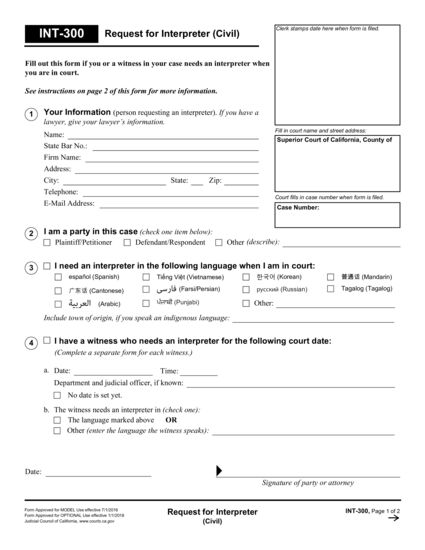 INT-300
Request for Interpreter (Civil)
Clerk stamps date here when form is filed.
Fill out this form if you or a witness in your case needs an interpreter when
you are in court.
See instructions on page 2 of this form for more information.
1 Your Information (person requesting an interpreter). If you have a
lawyer, give your lawyer's information.
Name:
State Bar No.:
Firm Name:
Address:
City: State: Zip:
Telephone:
E-Mail Address:
Fill in court name and street address:
Superior Court of California, County of
Court fills in case number when form is filed.
Case Number:
2 I am a party in this case (check one item below):
Plaintiff/Petitioner Defendant/Respondent Other (describe):
3 I need an interpreter in the following language when I am in court:
español (Spanish) Tiếng Việt (Vietnamese) 한국어 (Korean) 普通话 (Mandarin)
广东话 (Cantonese) فارسی (Farsi/Persian) русский (Russian) Tagalog (Tagalog)
العربية (Arabic) ਪੰਜਾਬੀ (Punjabi) Other:
Include town of origin, if you speak an indigenous language:
4 I have a witness who needs an interpreter for the following court date:
(Complete a separate form for each witness.)
a. Date: Time:
Department and judicial officer, if known:
No date is set yet.
b. The witness needs an interpreter in (check one):
The language marked above OR
Other (enter the language the witness speaks):
Date:
Signature of party or attorney
Form Approved for MODEL Use effective 7/1/2016
Form Approved for OPTIONAL Use effective 1/1/2018
Judicial Council of California, www.courts.ca.gov
Request for Interpreter
(Civil)
INT-300, Page 1 of 2